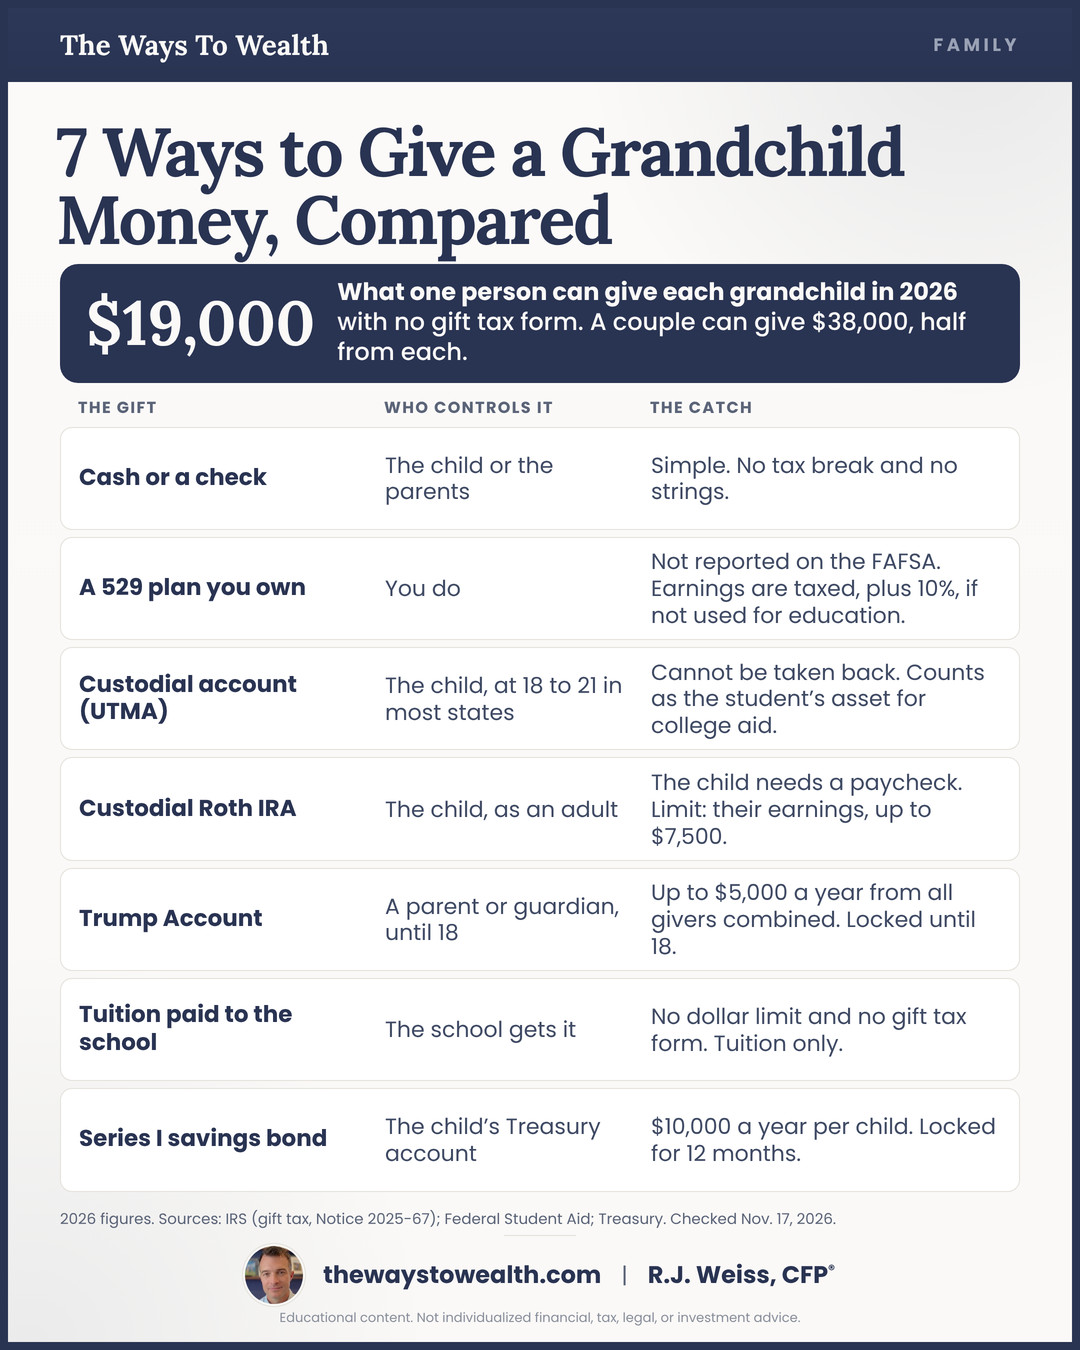 The Ways To Wealth
FAMILY
7 Ways to Give a Grandchild
Money, Compared
$19,000
What one person can give each grandchild in 2026
with no gift tax form. A couple can give $38,000, half
from each.
THE GIFT
WHO CONTROLS IT
THE CATCH
Cash or a check
The child or the
parents
Simple. No tax break and no
strings.
A 529 plan you own
You do
Not reported on the FAFSA.
Earnings are taxed, plus 10%, if
not used for education.
Custodial account
(UTMA)
The child, at 18 to 21 in
most states
Cannot be taken back. Counts
as the student’s asset for
college aid.
Custodial Roth IRA
The child, as an adult
The child needs a paycheck.
Limit: their earnings, up to
$7,500.
Trump Account
A parent or guardian,
until 18
Up to $5,000 a year from all
givers combined. Locked until
18.
Tuition paid to the
school
The school gets it
No dollar limit and no gift tax
form. Tuition only.
Series I savings bond
The child’s Treasury
account
$10,000 a year per child. Locked
for 12 months.
2026 figures. Sources: IRS (gift tax, Notice 2025-67); Federal Student Aid; Treasury. Checked Nov. 17, 2026.
thewaystowealth.com | R.J. Weiss, CFP®
Educational content. Not individualized financial, tax, legal, or investment advice.